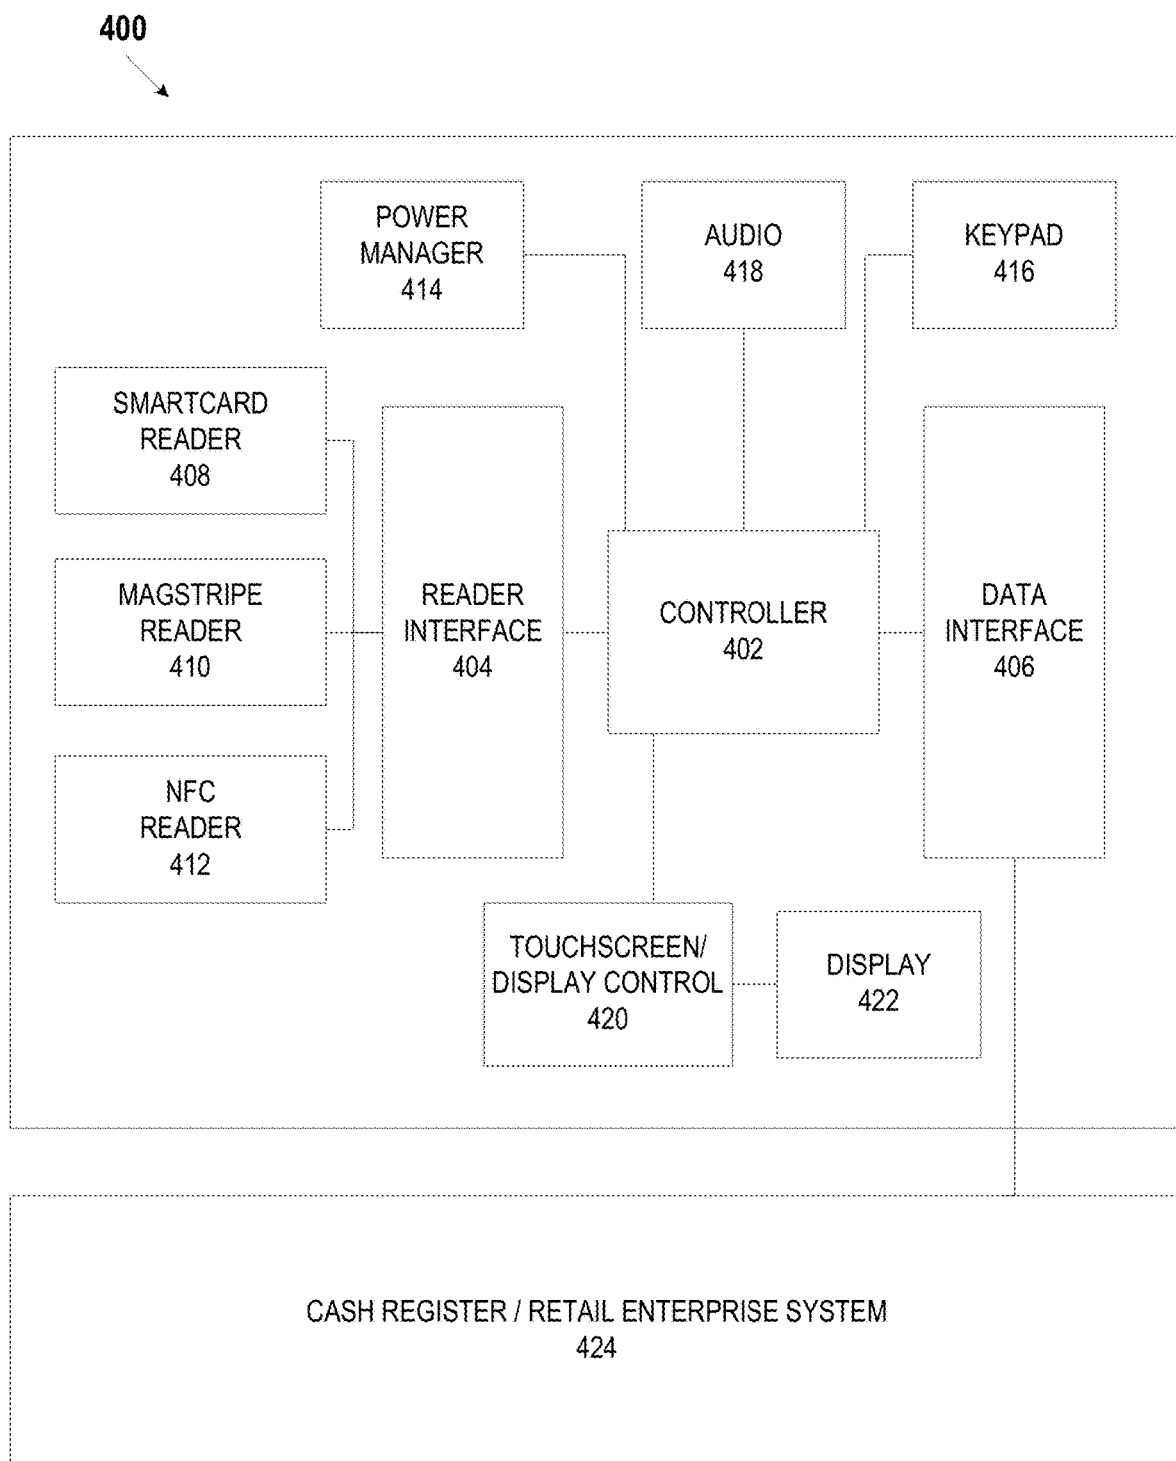 400
POWER
MANAGER
414
AUDIO
418
KEYPAD
416
SMARTCARD
READER
408
MAGSTRIPE
READER
410
NFC
READER
412
READER
INTERFACE
404
CONTROLLER
402
DATA
INTERFACE
406
TOUCHSCREEN/
DISPLAY CONTROL
420
DISPLAY
422
CASH REGISTER / RETAIL ENTERPRISE SYSTEM
424